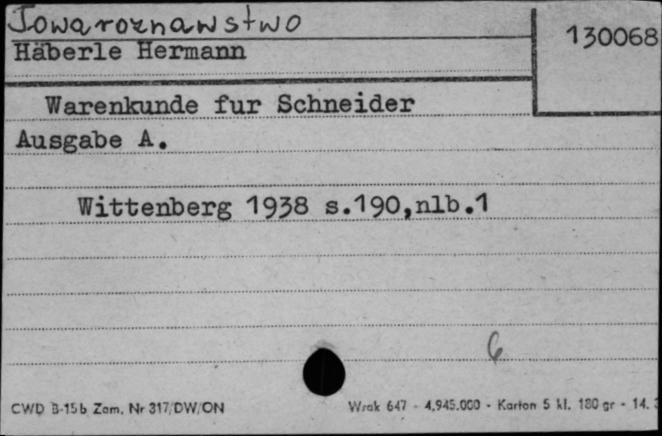 Towaroznawstwo
130068
Häberle Hermann
Warenkunde fur Schneider
Ausgabe A.
Wittenberg 1938 s.190,nlb.1
6
CWD B-15b Zam. Nr 317/DW/ON
Wrak 647 - 4.945.000 - Karton 5 kl. 180 gr - 14.